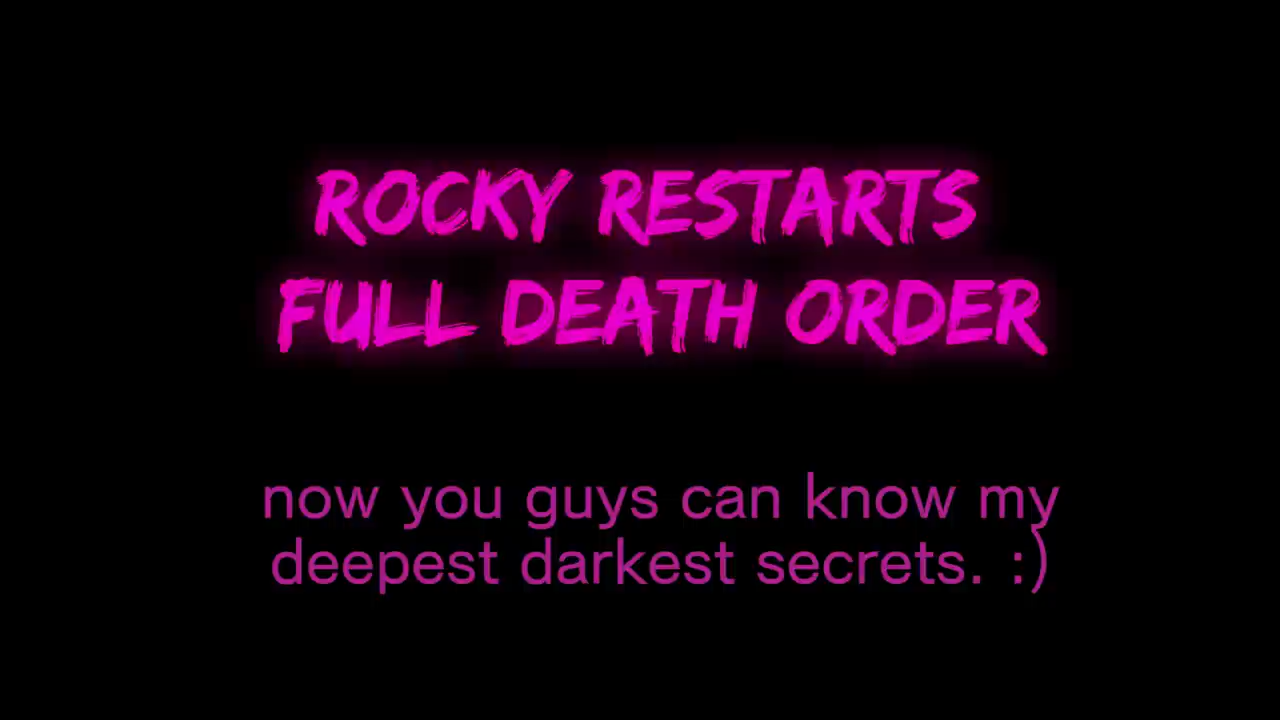 ROCKY RESTARTS
FULL DEATH ORDER
now you guys can know my
deepest darkest secrets. :)